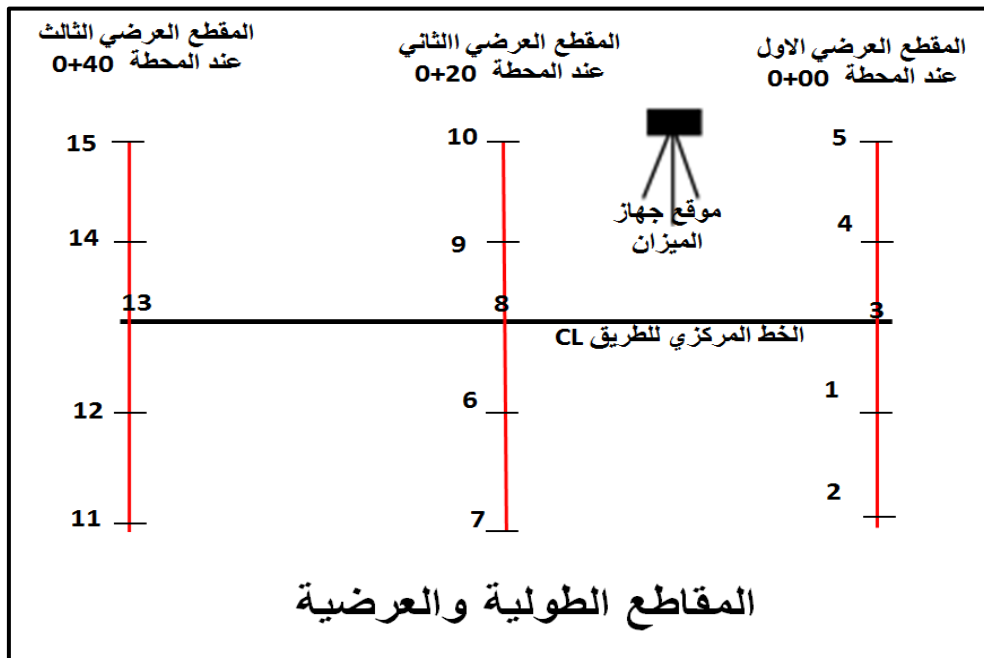 المقطع العرضي الاول
عند المحطة 0+00
المقطع العرضي االثاني
عند المحطة 0+20
المقطع العرضي الثالث
عند المحطة 0+40
5
4
3
1
2
10
9
8
6
7
15
14
13
12
11
موقع جهاز
الميزان
الخط المركزي للطريق CL
المقاطع الطولية والعرضية